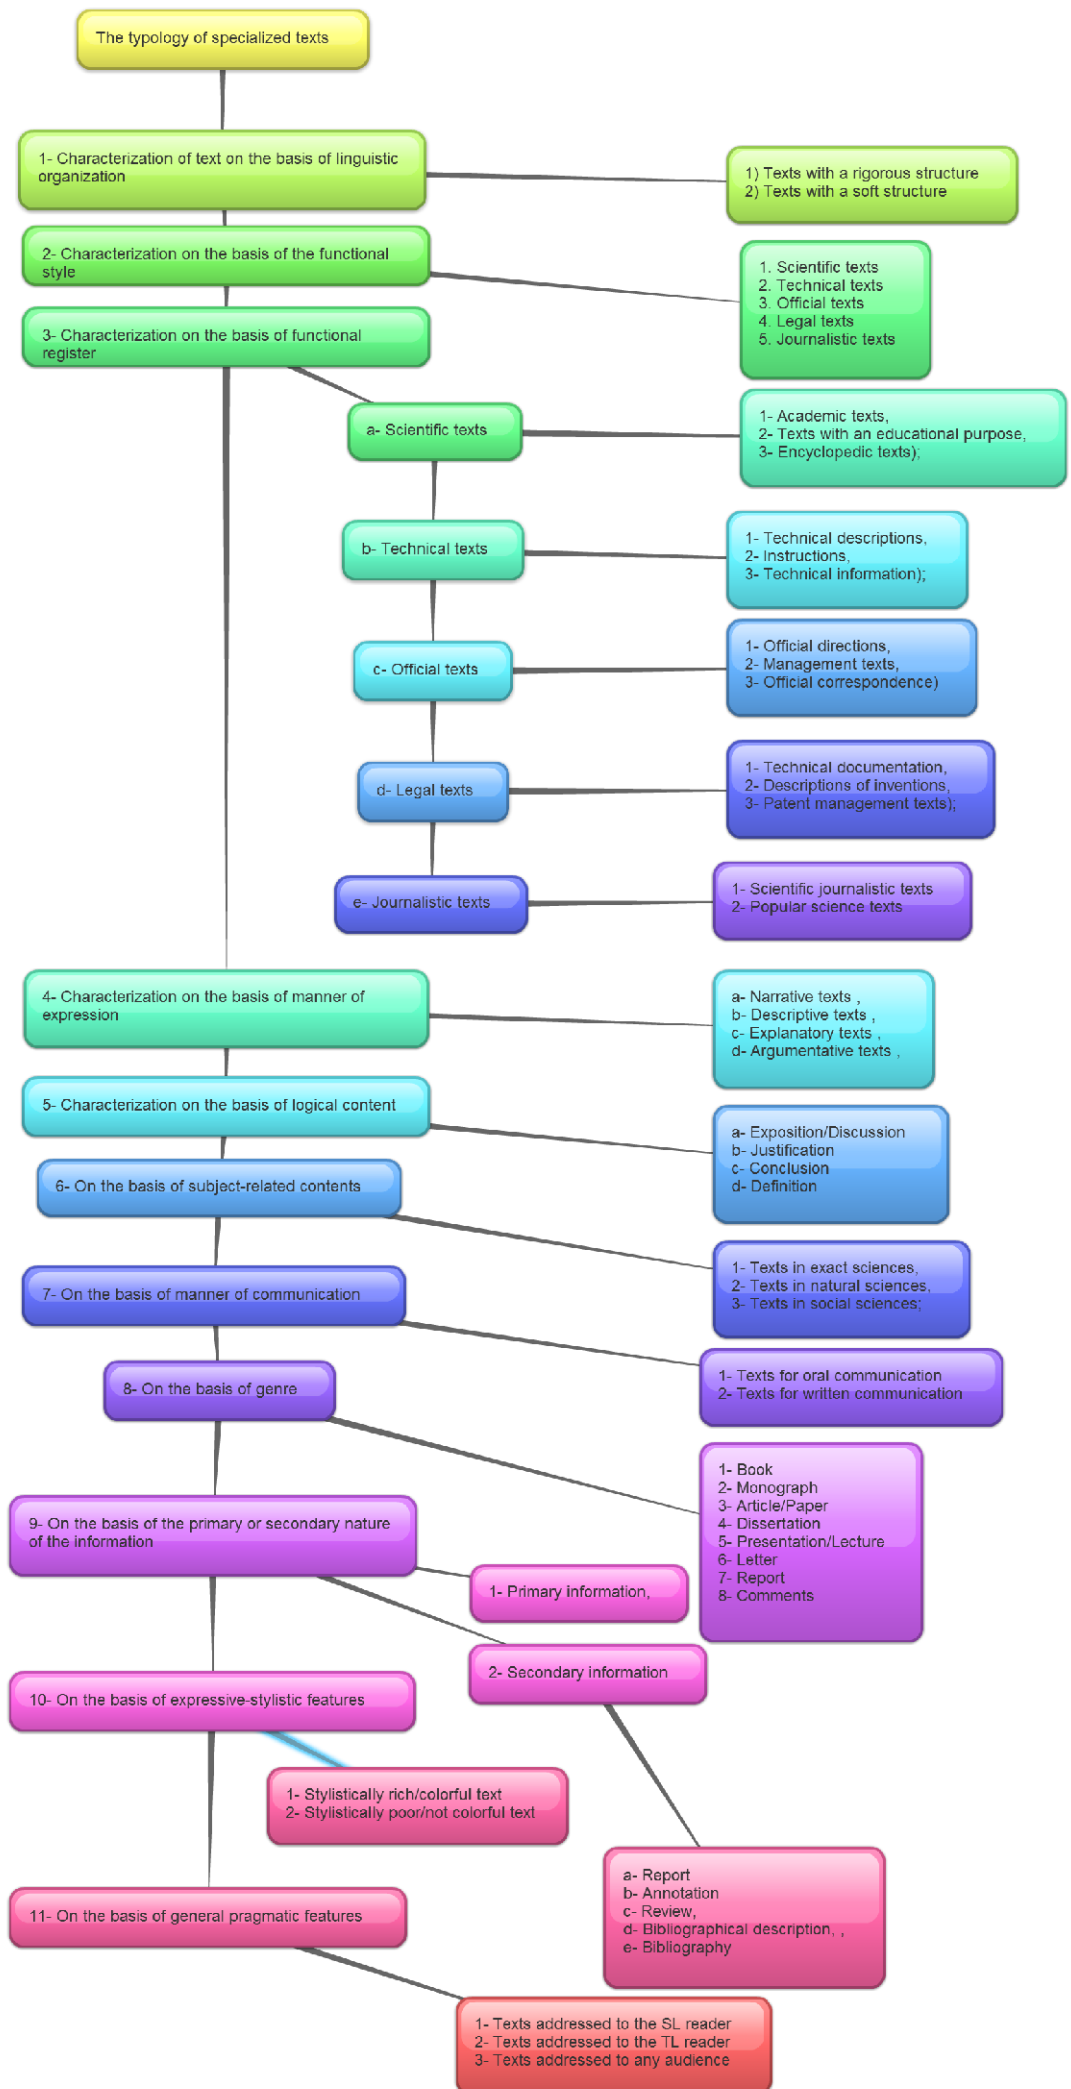 The typology of specialized texts
1- Characterization of text on the basis of linguistic
organization
1) Texts with a rigorous structure
2) Texts with a soft structure
2- Characterization on the basis of the functional
style
1. Scientific texts
2. Technical texts
3. Official texts
4. Legal texts
5. Journalistic texts
3- Characterization on the basis of functional
register
a- Scientific texts
1- Academic texts,
2- Texts with an educational purpose,
3- Encyclopedic texts);
b- Technical texts
1- Technical descriptions,
2- Instructions,
3- Technical information);
c- Official texts
1- Official directions,
2- Management texts,
3- Official correspondence)
d- Legal texts
1- Technical documentation,
2- Descriptions of inventions,
3- Patent management texts);
e- Journalistic texts
1- Scientific journalistic texts
2- Popular science texts
4- Characterization on the basis of manner of
expression
a- Narrative texts ,
b- Descriptive texts ,
c- Explanatory texts ,
d- Argumentative texts ,
5- Characterization on the basis of logical content
a- Exposition/Discussion
b- Justification
c- Conclusion
d- Definition
6- On the basis of subject-related contents
1- Texts in exact sciences,
2- Texts in natural sciences,
3- Texts in social sciences;
7- On the basis of manner of communication
1- Texts for oral communication
2- Texts for written communication
8- On the basis of genre
1- Book
2- Monograph
3- Article/Paper
4- Dissertation
5- Presentation/Lecture
6- Letter
7- Report
8- Comments
9- On the basis of the primary or secondary nature
of the information
1- Primary information,
2- Secondary information
a- Report
b- Annotation
c- Review,
d- Bibliographical description, ,
e- Bibliography
10- On the basis of expressive-stylistic features
1- Stylistically rich/colorful text
2- Stylistically poor/not colorful text
11- On the basis of general pragmatic features
1- Texts addressed to the SL reader
2- Texts addressed to the TL reader
3- Texts addressed to any audience